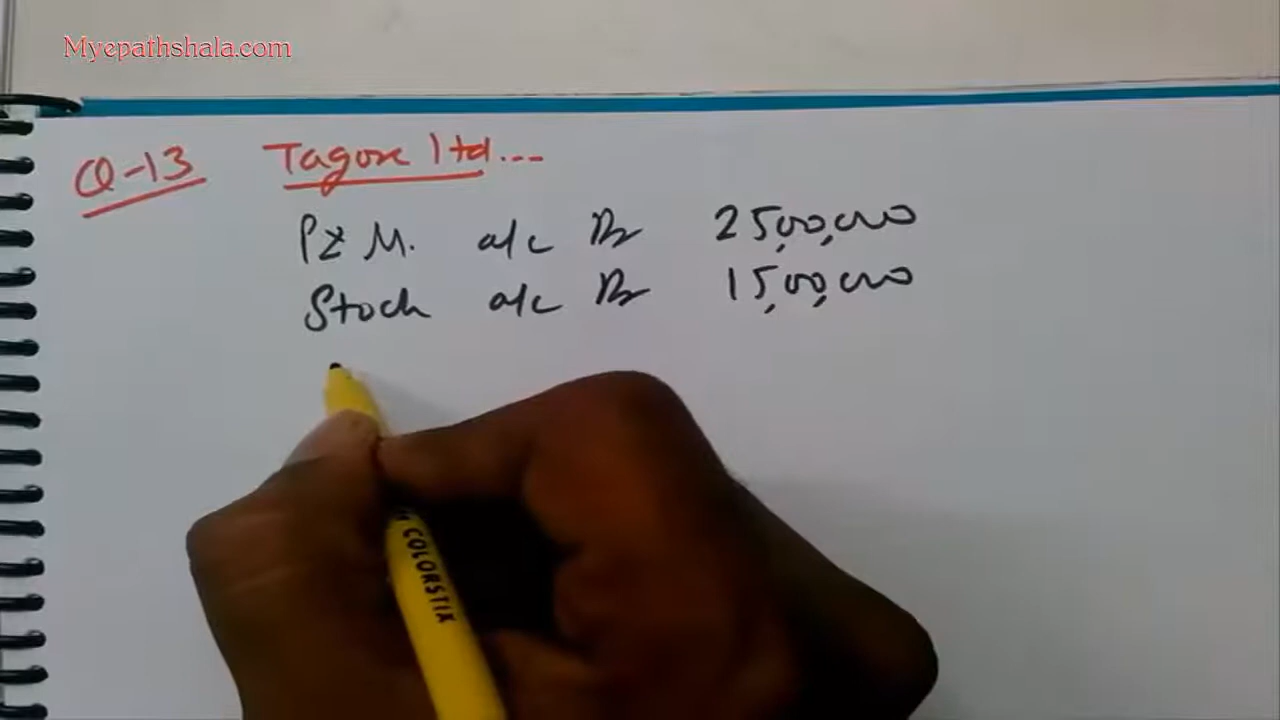 Myepathshala.com
Q-13 Tagore ltd...
P & M. a/c Dr 25,00,000
Stock a/c Dr 15,00,000
COLORSTIX